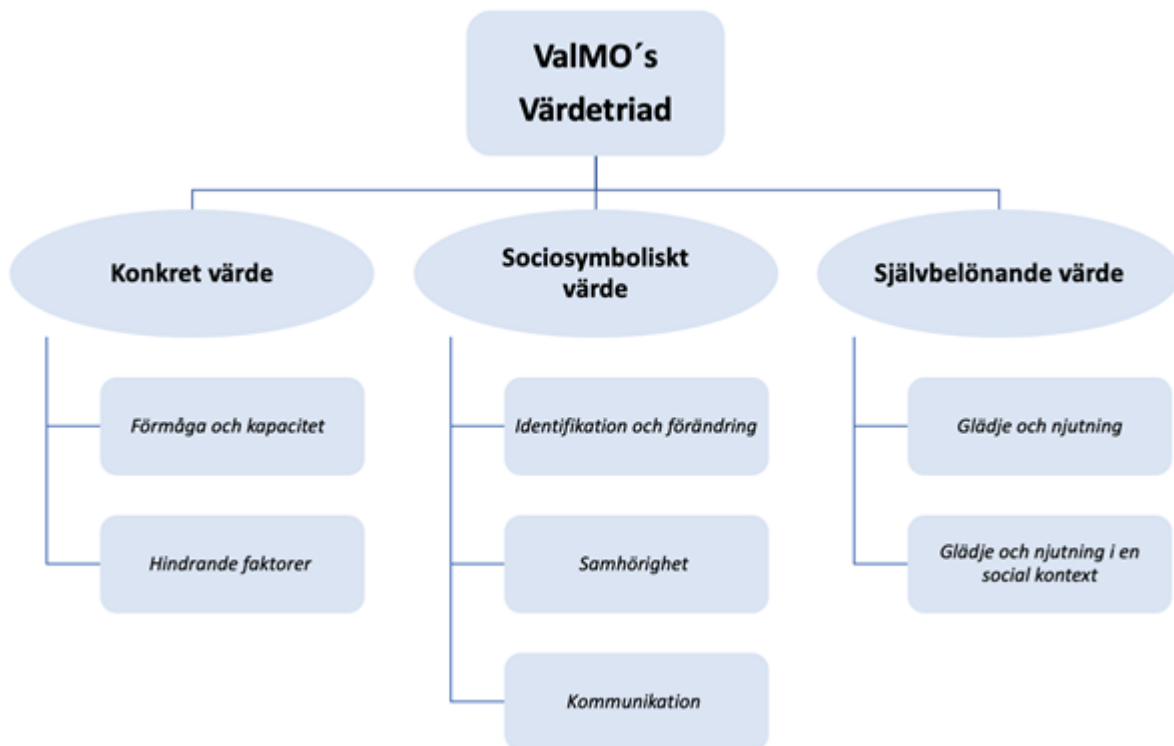 ValMO´s
Värdetriad
Konkret värde
Sociosymboliskt
värde
Självbelönande värde
Förmåga och kapacitet
Identifikation och förändring
Glädje och njutning
Hindrande faktorer
Samhörighet
Glädje och njutning i en
social kontext
Kommunikation